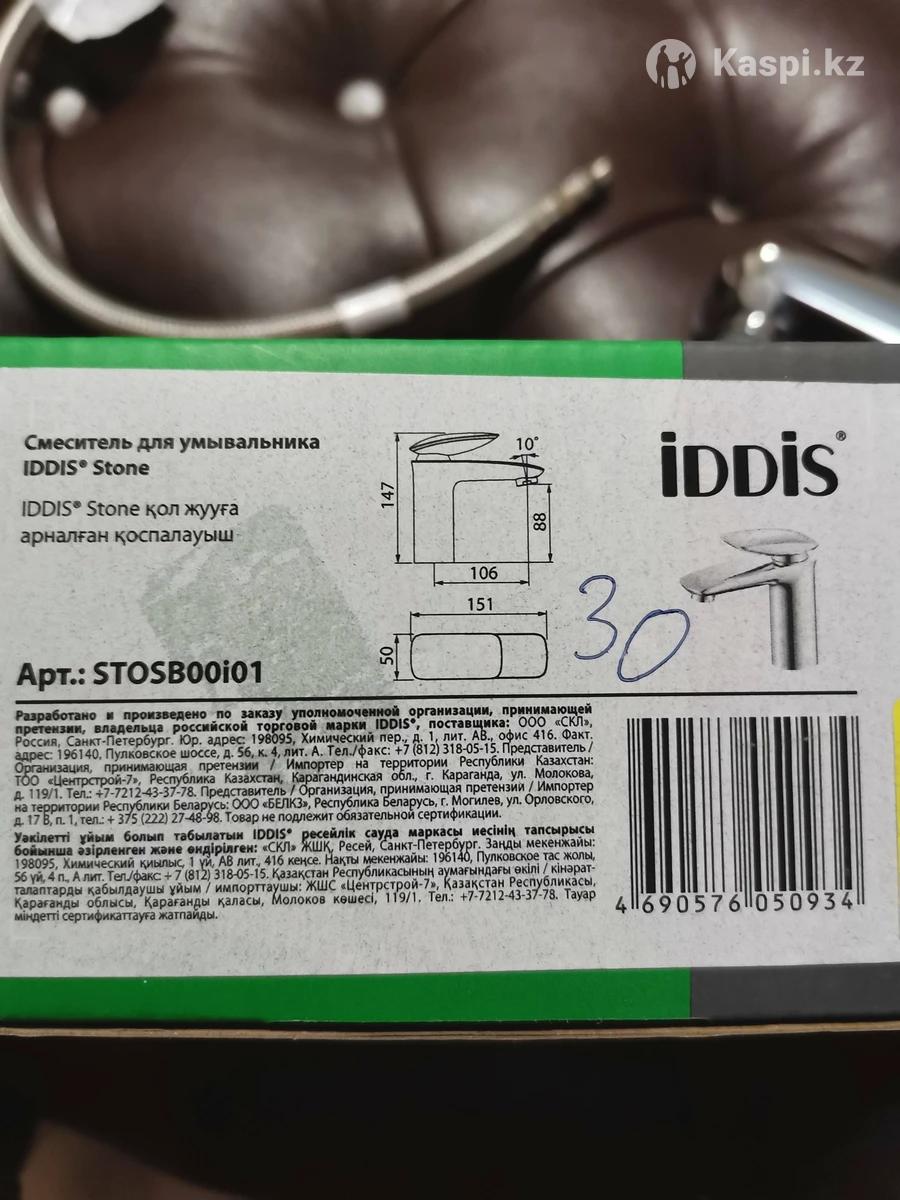 Kaspi.kz
Смеситель для умывальника
IDDIS® Stone
IDDIS® Stone қол жууға
арналған қоспалауыш
Арт.: STOSB00i01
147
10°
88
106
151
50
iDDiS®
30
Разработано и произведено по заказу уполномоченной организации, принимающей
претензии, владельца российской торговой марки IDDIS®, поставщика: ООО «СКЛ»,
Россия, Санкт-Петербург. Юр. адрес: 198095, Химический пер., д. 1, лит. АВ., офис 416. Факт.
адрес: 196140, Пулковское шоссе, д. 56, к. 4, лит. А. Тел./факс: +7 (812) 318-05-15. Представитель /
Организация, принимающая претензии / Импортер на территории Республики Казахстан:
ТОО «Центрстрой-7», Республика Казахстан, Карагандинская обл., г. Караганда, ул. Молокова,
д. 119/1. Тел.: +7-7212-43-37-78. Представитель / Организация, принимающая претензии / Импортер
на территории Республики Беларусь: ООО «БЕЛКЗ», Республика Беларусь, г. Могилев, ул. Орловского,
д. 17 В, п. 1, тел.: + 375 (222) 27-48-98. Товар не подлежит обязательной сертификации.
Уәкілетті ұйым болып табылатын IDDIS® ресейлік сауда маркасы иесінің тапсырысы
бойынша әзірленген және өндірілген: «СКЛ» ЖШҚ, Ресей, Санкт-Петербург. Заңды мекенжайы:
198095, Химический қиылыс, 1 үй, АВ лит., 416 кеңсе. Нақты мекенжайы: 196140, Пулковское тас жолы,
56 үй, 4 п., А лит. Тел./факс: + 7 (812) 318-05-15. Қазақстан Республикасының аумағындағы өкілі / кінәрат-
талаптарды қабылдаушы ұйым / импорттаушы: ЖШС «Центрстрой-7», Қазақстан Республикасы,
Қарағанды облысы, Қарағанды қаласы, Молоков көшесі, 119/1. Тел.: +7-7212-43-37-78. Тауар
міндетті сертификаттауға жатпайды.
4 690576 050934